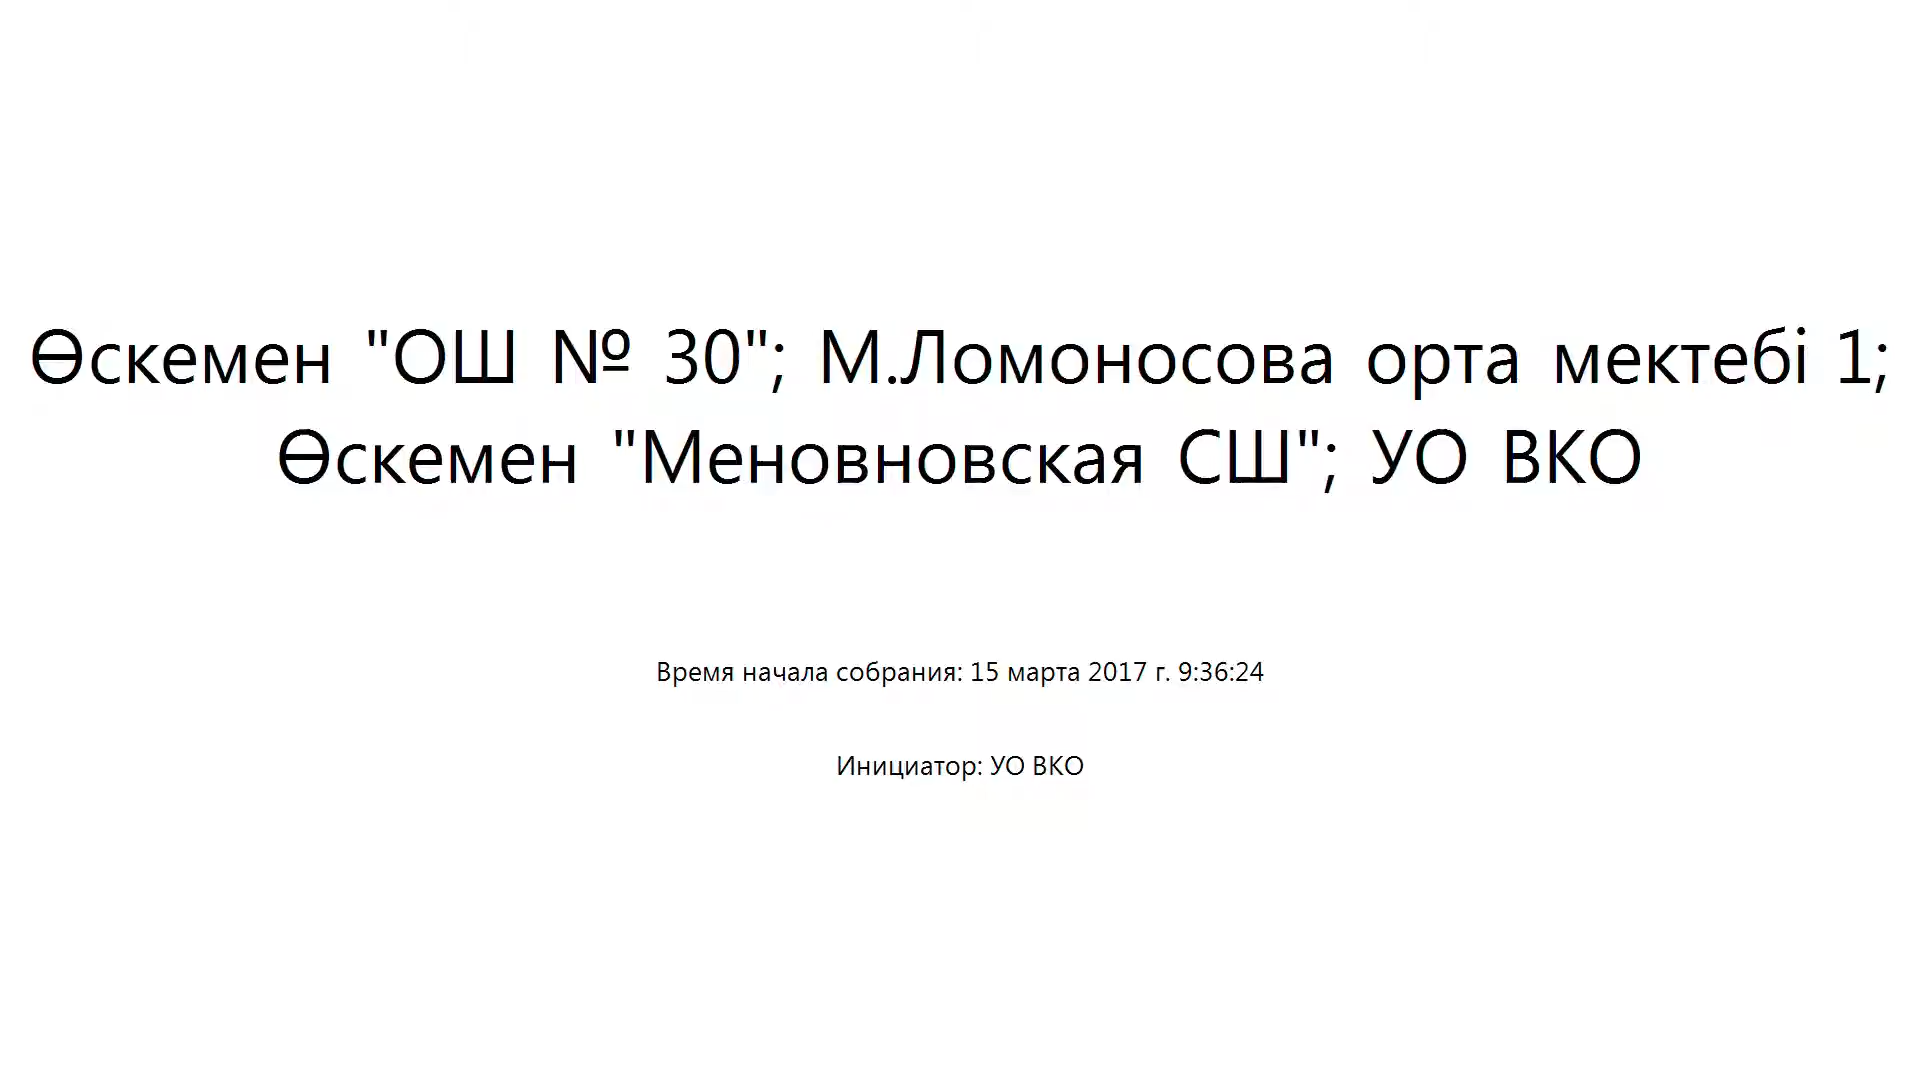 Өскемен "ОШ № 30"; М.Ломоносова орта мектебі 1;
Өскемен "Меновновская СШ"; УО ВКО
Время начала собрания: 15 марта 2017 г. 9:36:24
Инициатор: УО ВКО